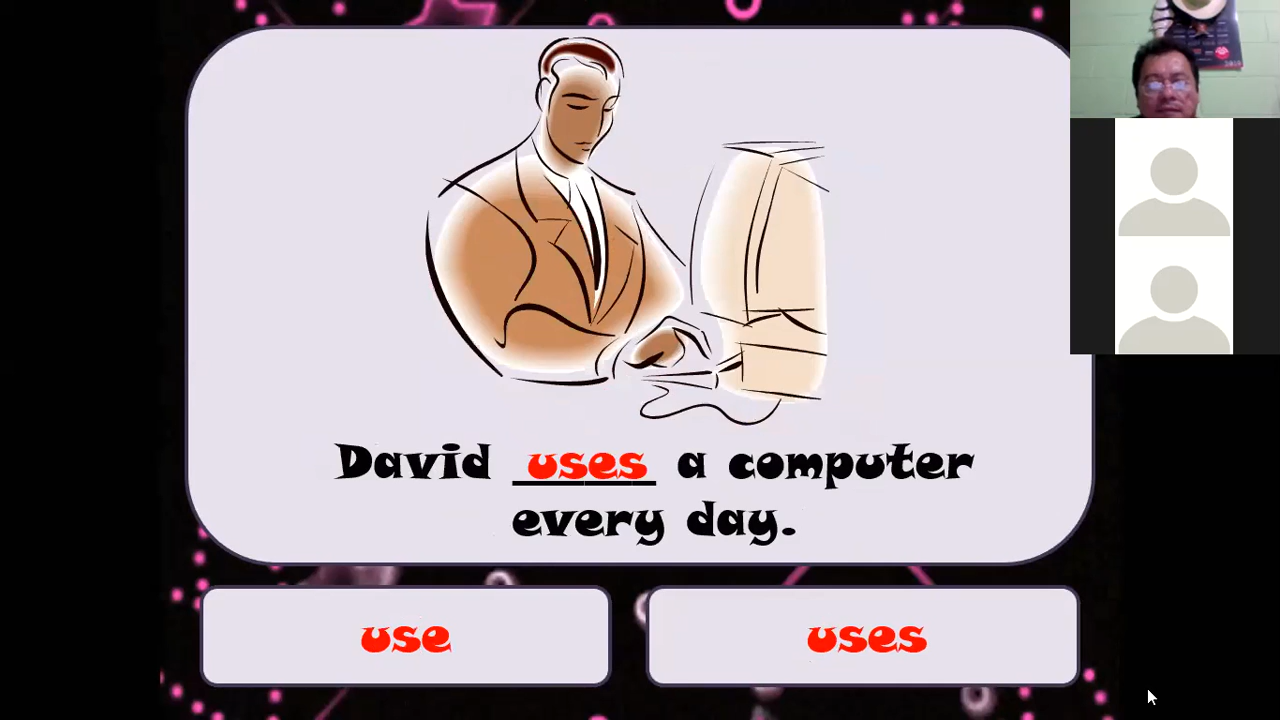 David uses a computer
every day.
use
uses